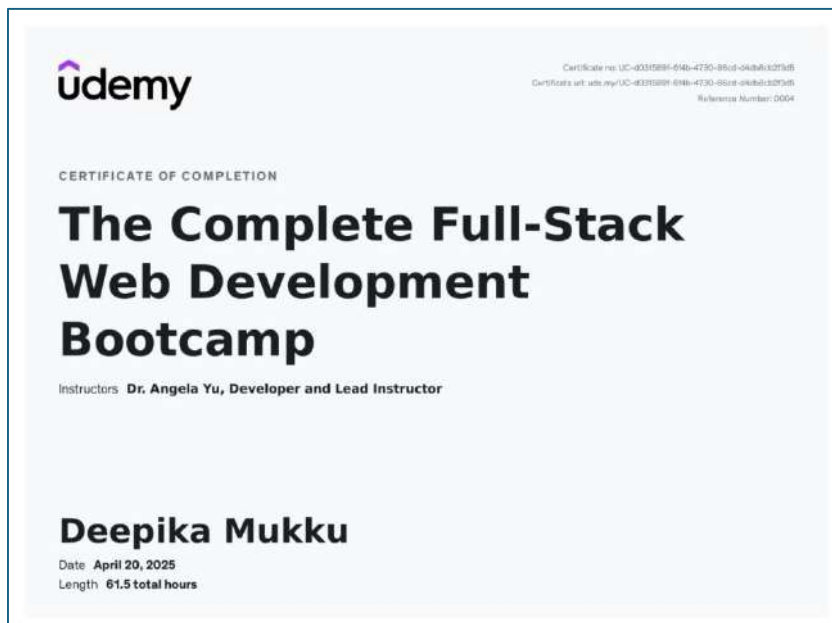 udemy
Certificate no:
Certificate url:
Reference Number: 0004
CERTIFICATE OF COMPLETION
The Complete Full-Stack
Web Development
Bootcamp
Instructors Dr. Angela Yu, Developer and Lead Instructor
Deepika Mukku
Date April 20, 2025
Length 61.5 total hours